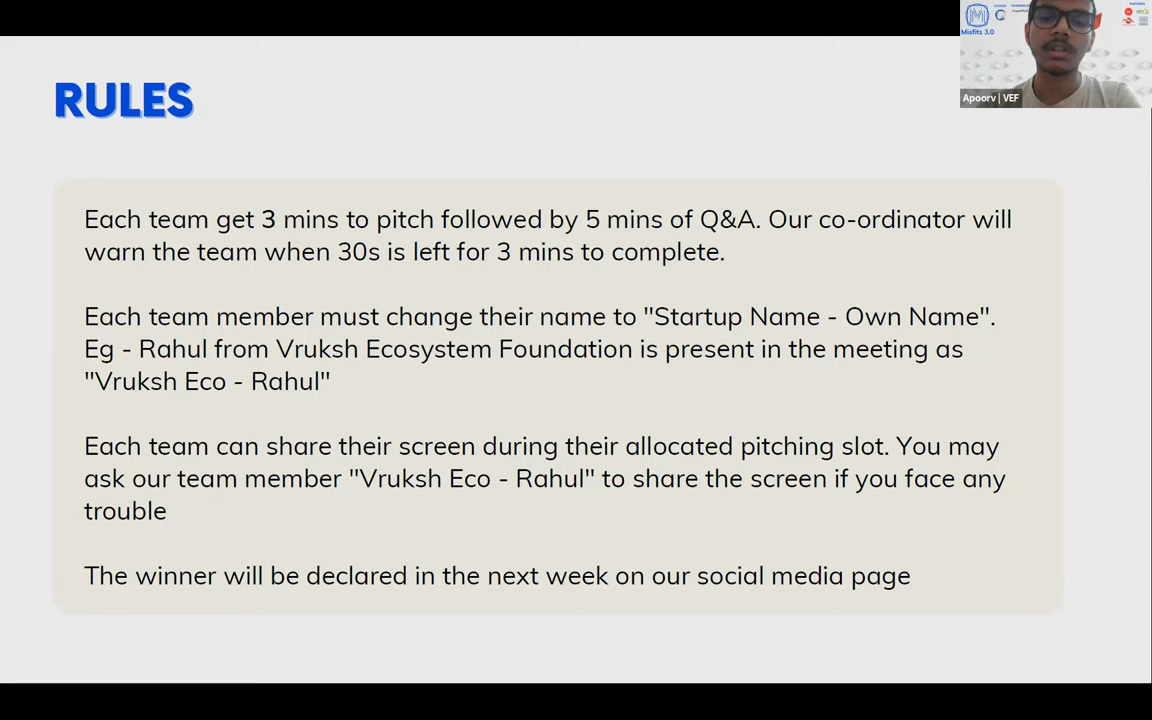 RULES
Each team get 3 mins to pitch followed by 5 mins of Q&A. Our co-ordinator will
warn the team when 30s is left for 3 mins to complete.
Each team member must change their name to "Startup Name - Own Name".
Eg - Rahul from Vruksh Ecosystem Foundation is present in the meeting as
"Vruksh Eco - Rahul"
Each team can share their screen during their allocated pitching slot. You may
ask our team member "Vruksh Eco - Rahul" to share the screen if you face any
trouble
The winner will be declared in the next week on our social media page
Misfits 3.0
Apoorv | VEF